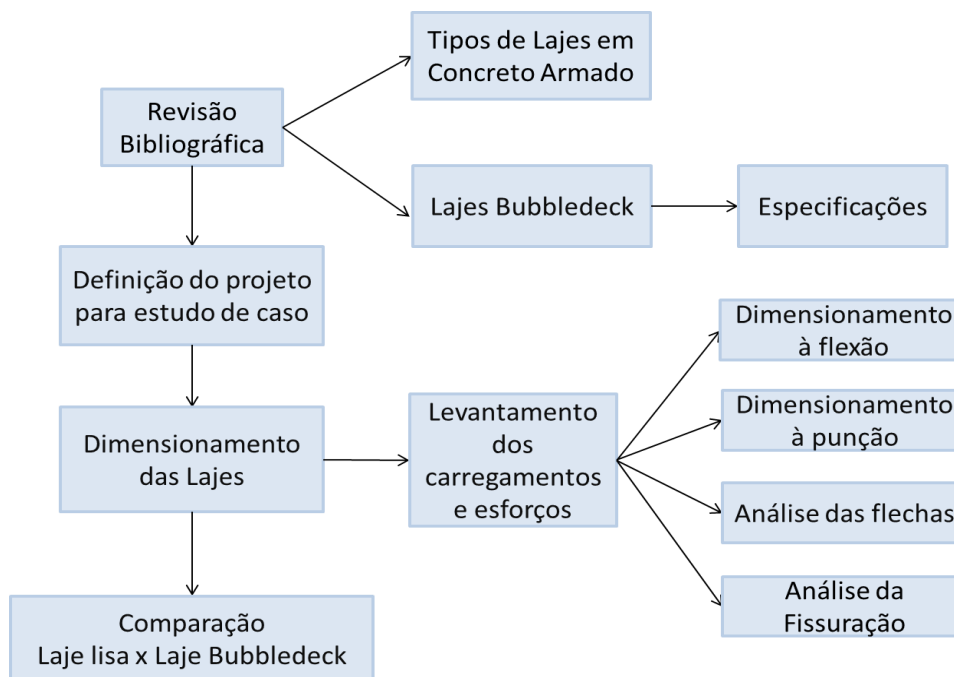 Tipos de Lajes em
Concreto Armado
Revisão
Bibliográfica
Lajes Bubbledeck
Especificações
Definição do projeto
para estudo de caso
Dimensionamento
à flexão
Dimensionamento
das Lajes
Levantamento
dos
carregamentos
e esforços
Dimensionamento
à punção
Análise das flechas
Análise da
Fissuração
Comparação
Laje lisa x Laje Bubbledeck